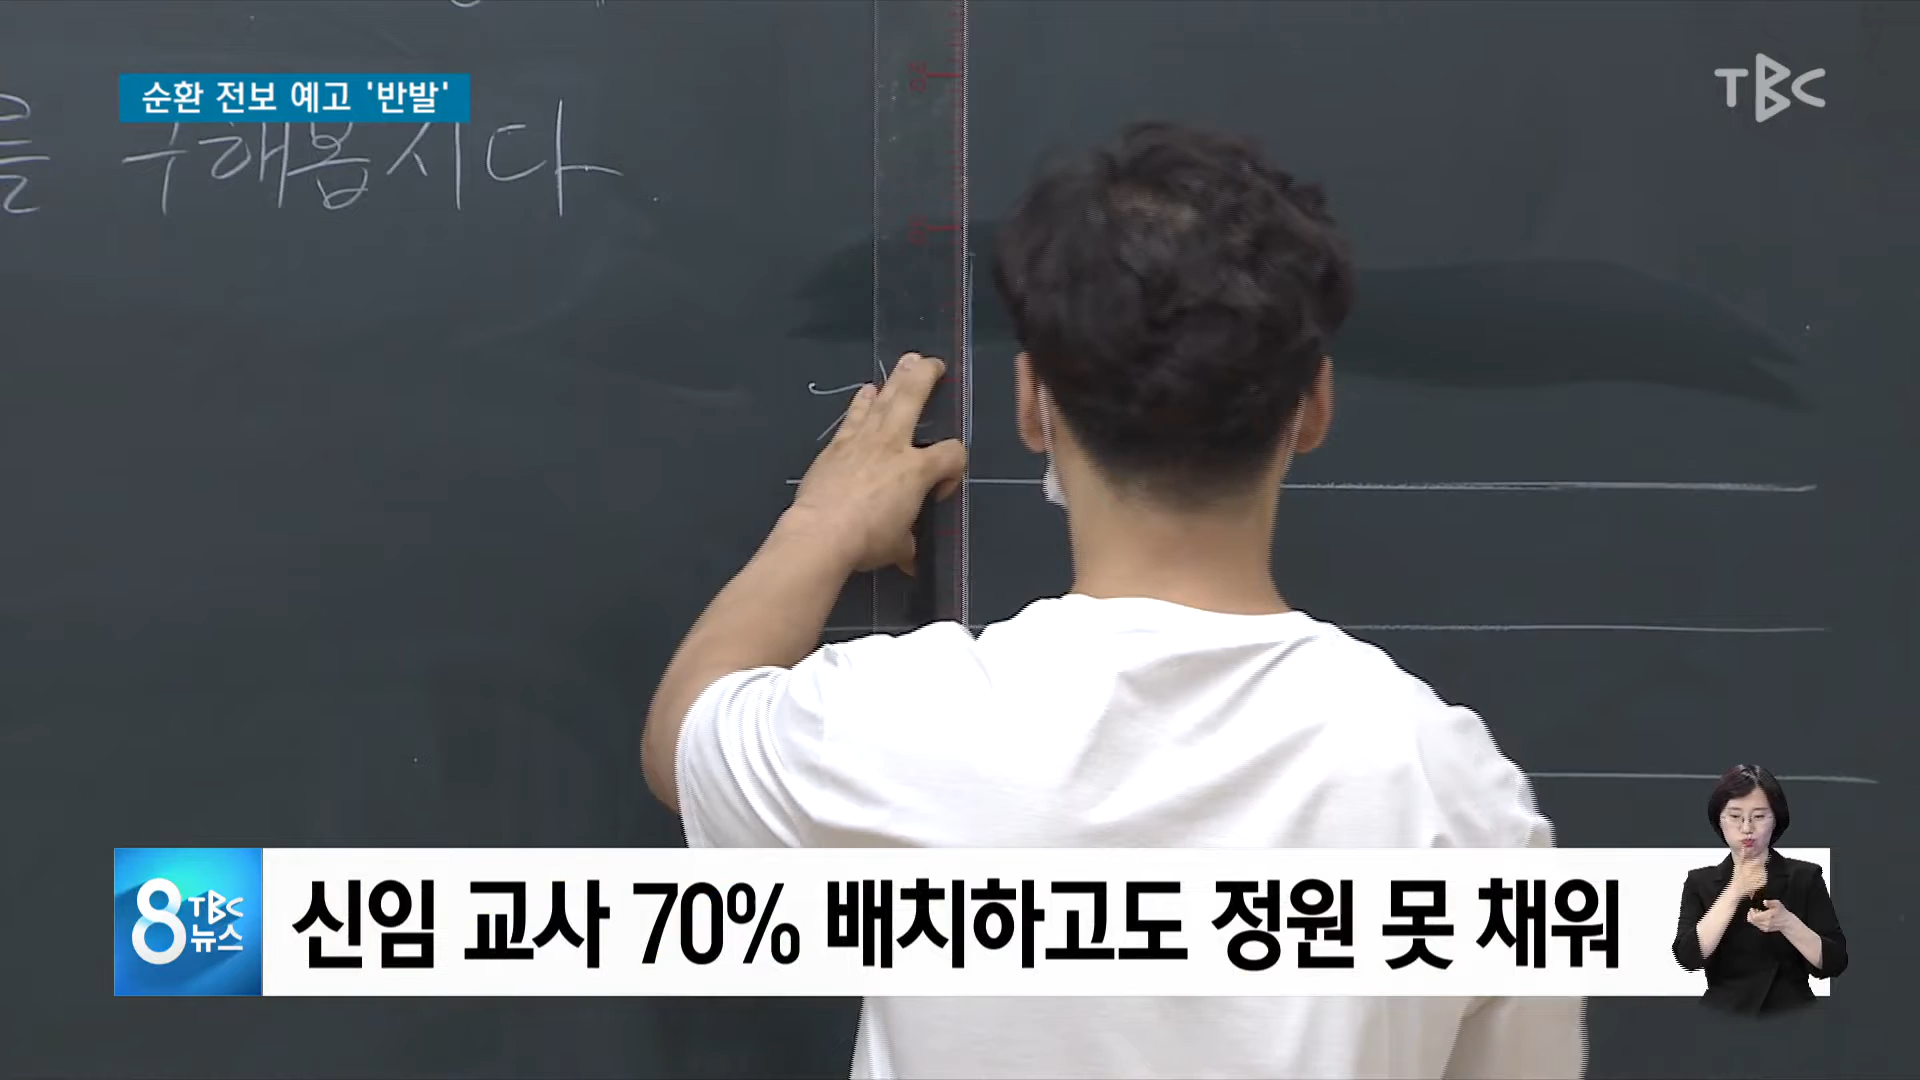 순환 전보 예고 '반발'
TBC
를 구해봅시다.
8 TBC 뉴스
신임 교사 70% 배치하고도 정원 못 채워